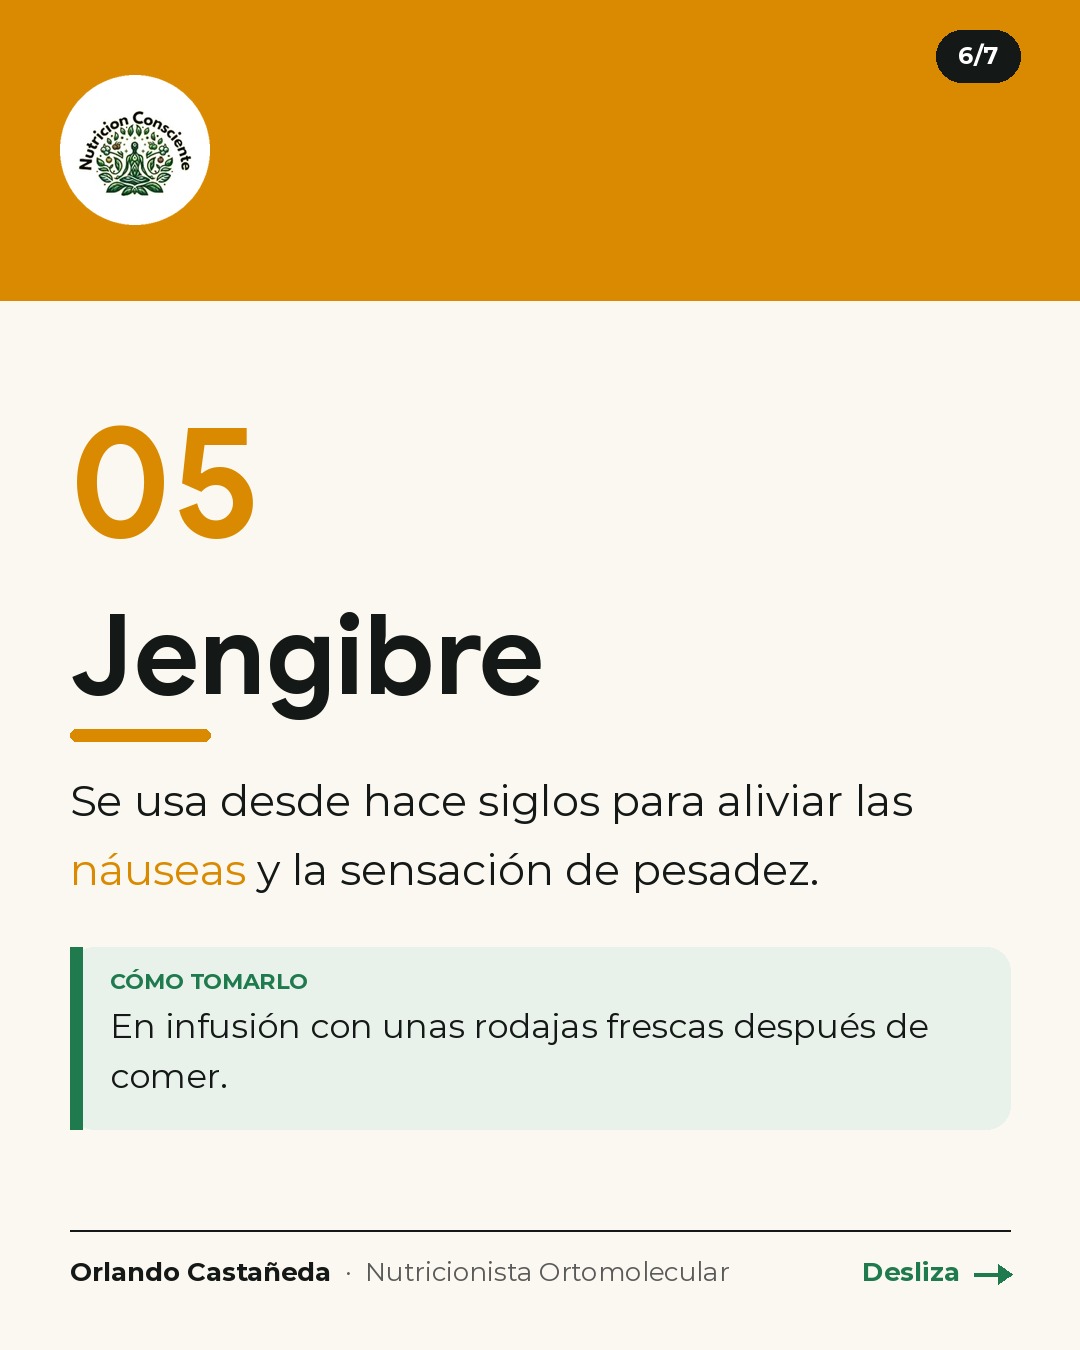 6/7
Nutricion Consciente
05
Jengibre
Se usa desde hace siglos para aliviar las
náuseas y la sensación de pesadez.
CÓMO TOMARLO
En infusión con unas rodajas frescas después de
comer.
Orlando Castañeda · Nutricionista Ortomolecular
Desliza